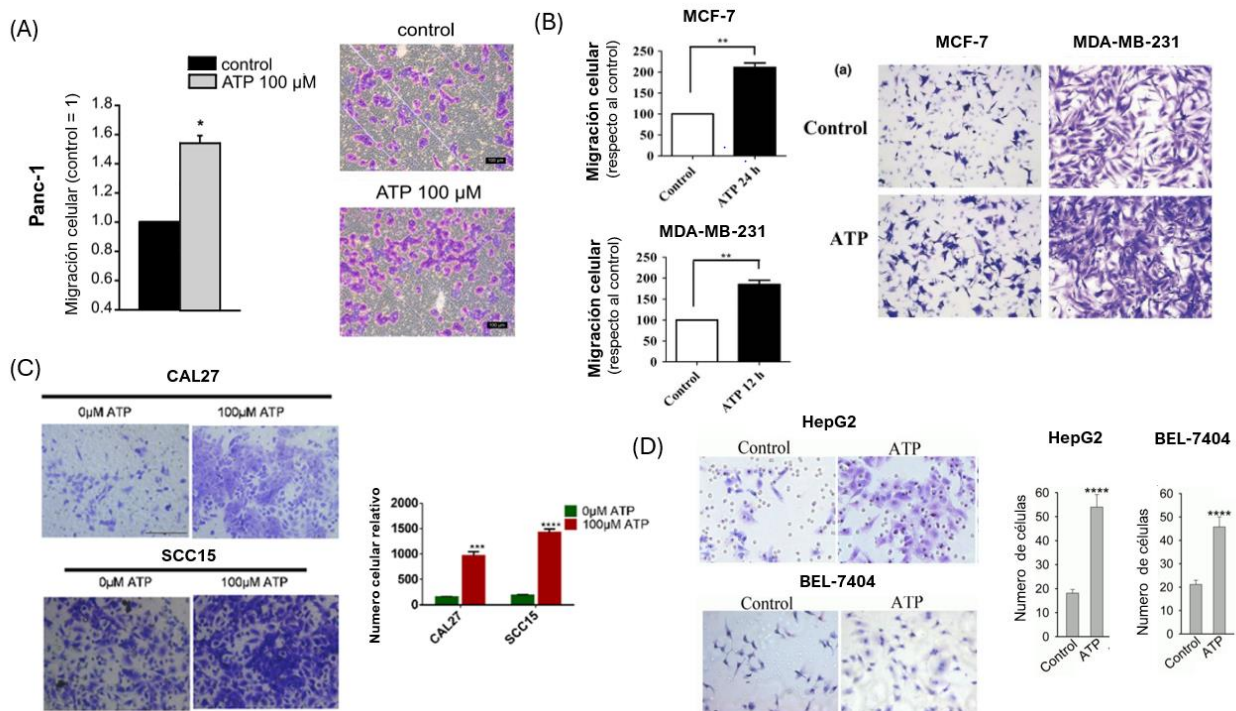 (A)
control
ATP 100 µM
Panc-1
Migración celular (control = 1)
1.8
1.6
1.4
1.2
1.0
0.8
0.6
0.4
*
control
100 µm
ATP 100 µM
100 µm
(B)
MCF-7
Migración celular
(respecto al control)
250
200
150
100
50
0
**
Control
ATP 24 h
MDA-MB-231
Migración celular
(respecto al control)
250
200
150
100
50
0
**
Control
ATP 12 h
(a)
MCF-7
MDA-MB-231
Control
ATP
(C)
CAL27
0µM ATP
100µM ATP
SCC15
0µM ATP
100µM ATP
Numero celular relativo
2000
1500
1000
500
0
***
****
0µM ATP
100µM ATP
CAL27
SCC15
(D)
HepG2
Control
ATP
BEL-7404
Control
ATP
HepG2
Numero de células
60
50
40
30
20
10
0
****
Control
ATP
BEL-7404
Numero de células
60
50
40
30
20
10
0
****
Control
ATP